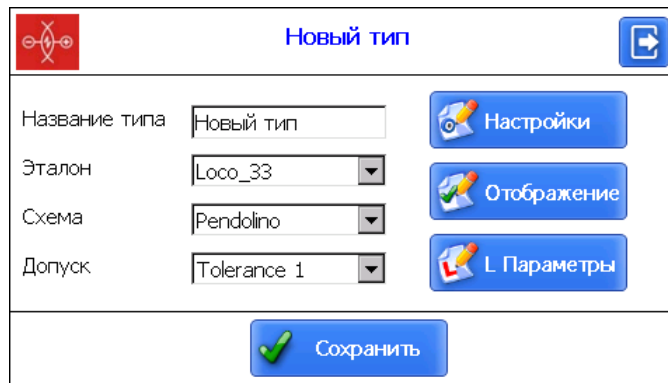 Новый тип
Название типа
Новый тип
Настройки
Эталон
Loco_33
Отображение
Схема
Pendolino
Допуск
Tolerance 1
L Параметры
Сохранить